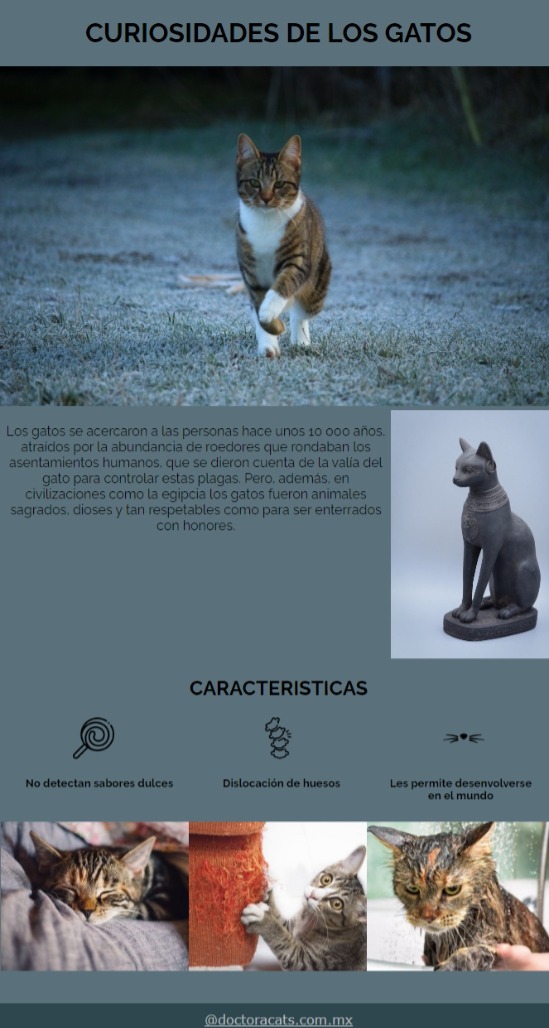 CURIOSIDADES DE LOS GATOS
Los gatos se acercaron a las personas hace unos 10 000 años,
atraídos por la abundancia de roedores que rondaban los
asentamientos humanos, que se dieron cuenta de la valía del
gato para controlar estas plagas. Pero, además, en
civilizaciones como la egipcia los gatos fueron animales
sagrados, dioses y tan respetables como para ser enterrados
con honores.
CARACTERISTICAS
No detectan sabores dulces
Dislocación de huesos
Les permite desenvolverse
en el mundo
@doctoracats.com.mx